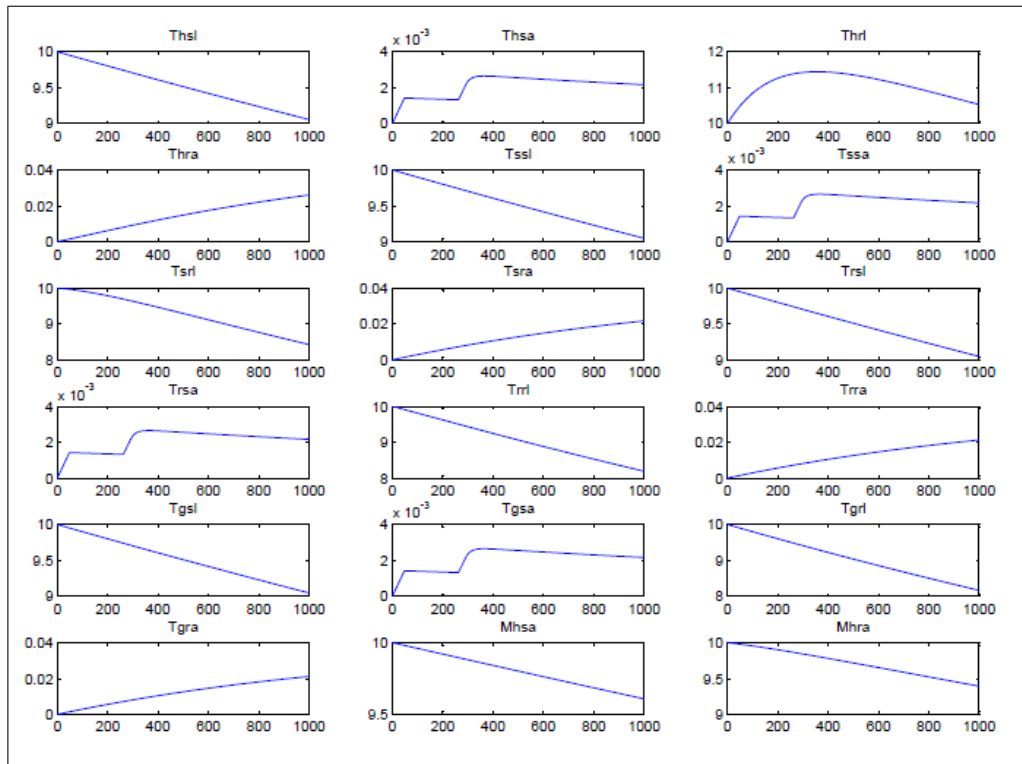 Thsl Thsa Thrl
10 9.5 9
0 200 400 600 800 1000
x 10^-3
4 2 0
0 200 400 600 800 1000
12 11 10
0 200 400 600 800 1000
Thra Tssl Tssa
0.04 0.02 0
0 200 400 600 800 1000
10 9.5 9
0 200 400 600 800 1000
x 10^-3
4 2 0
0 200 400 600 800 1000
Tsrl Tsra Trsl
10 9 8
0 200 400 600 800 1000
0.04 0.02 0
0 200 400 600 800 1000
10 9.5 9
0 200 400 600 800 1000
Trsa Trrl Trra
x 10^-3
4 2 0
0 200 400 600 800 1000
10 9 8
0 200 400 600 800 1000
0.04 0.02 0
0 200 400 600 800 1000
Tgsl Tgsa Tgrl
10 9.5 9
0 200 400 600 800 1000
x 10^-3
4 2 0
0 200 400 600 800 1000
10 9 8
0 200 400 600 800 1000
Tgra Mhsa Mhra
0.04 0.02 0
0 200 400 600 800 1000
10 9.5
0 200 400 600 800 1000
10 9.5 9
0 200 400 600 800 1000